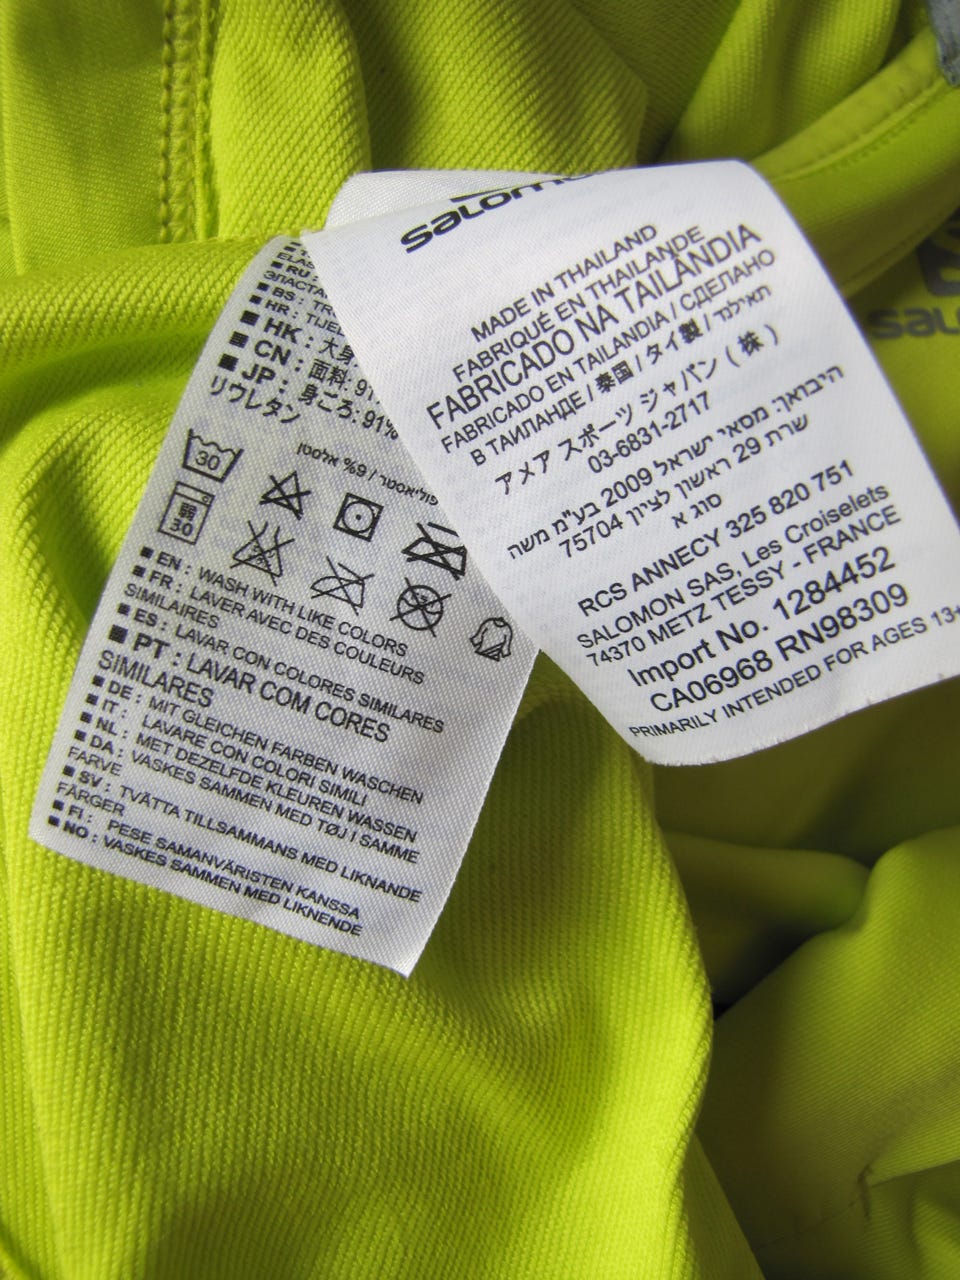 salomon
MADE IN THAILAND
FABRIQUÉ EN THAILANDE
FABRICADO NA TAILÂNDIA
FABRICADO EN TAILANDIA / СДЕЛАНО
В ТАИЛАНДЕ / 泰国 / タイ製 / תאילנד
アメア スポーツ ジャパン ( 株 )
03-6831-2717
היבואן: מסאי ישראל 2009 בע"מ משה
שרת 29 ראשון לציון 75704
סוג א
RCS ANNECY 325 820 751
SALOMON SAS, Les Croiselets
74370 METZ TESSY - FRANCE
Import No. 1284452
CA06968 RN98309
PRIMARILY INTENDED FOR AGES 13+
RU :
BS :
HR :
HK :
CN : 面料:
JP : 身ごろ: 91%
リウレタン
פוליאסטר / 9% אלסטן
30
30
EN : WASH WITH LIKE COLORS
FR : LAVER AVEC DES COULEURS
SIMILAIRES
ES : LAVAR CON COLORES SIMILARES
PT : LAVAR COM CORES
SIMILARES
DE : MIT GLEICHEN FARBEN WASCHEN
IT : LAVARE CON COLORI SIMILI
NL : MET DEZELFDE KLEUREN WASSEN
DA : VASKES SAMMEN MED TØJ I SAMME
FARVE
SV : TVÄTTA TILLSAMMANS MED LIKNANDE
FÄRGER
FI : PESE SAMANVÄRISTEN KANSSA
NO : VASKES SAMMEN MED LIKNENDE